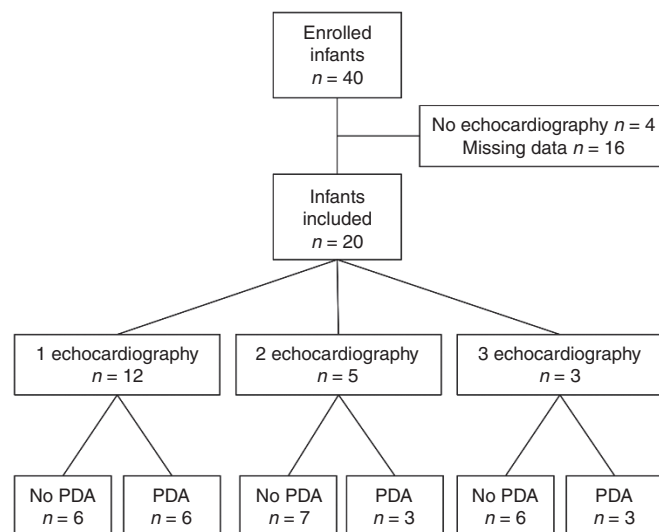 Enrolled
infants
n = 40
No echocardiography n = 4
Missing data n = 16
Infants
included
n = 20
1 echocardiography
n = 12
2 echocardiography
n = 5
3 echocardiography
n = 3
No PDA
n = 6
PDA
n = 6
No PDA
n = 7
PDA
n = 3
No PDA
n = 6
PDA
n = 3